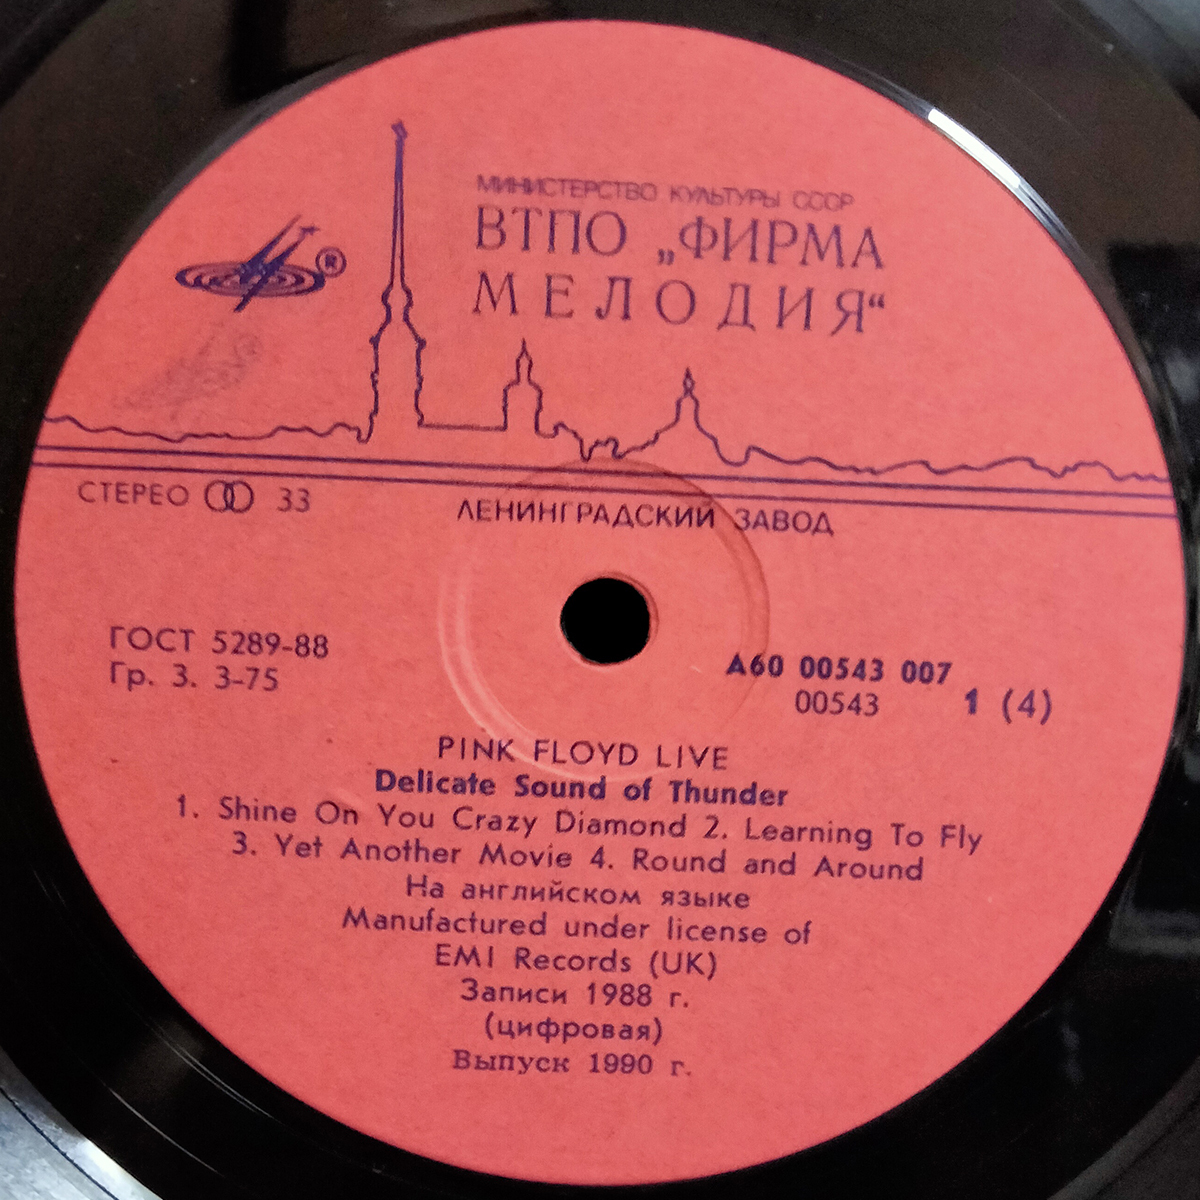 МИНИСТЕРСТВО КУЛЬТУРЫ СССР
ВТПО „ФИРМА
МЕЛОДИЯ“
®
СТЕРЕО 33
ЛЕНИНГРАДСКИЙ ЗАВОД
ГОСТ 5289-88
Гр. 3. 3-75
А60 00543 007
00543 1 (4)
PINK FLOYD LIVE
Delicate Sound of Thunder
1. Shine On You Crazy Diamond 2. Learning To Fly
3. Yet Another Movie 4. Round and Around
На английском языке
Manufactured under license of
EMI Records (UK)
Записи 1988 г.
(цифровая)
Выпуск 1990 г.